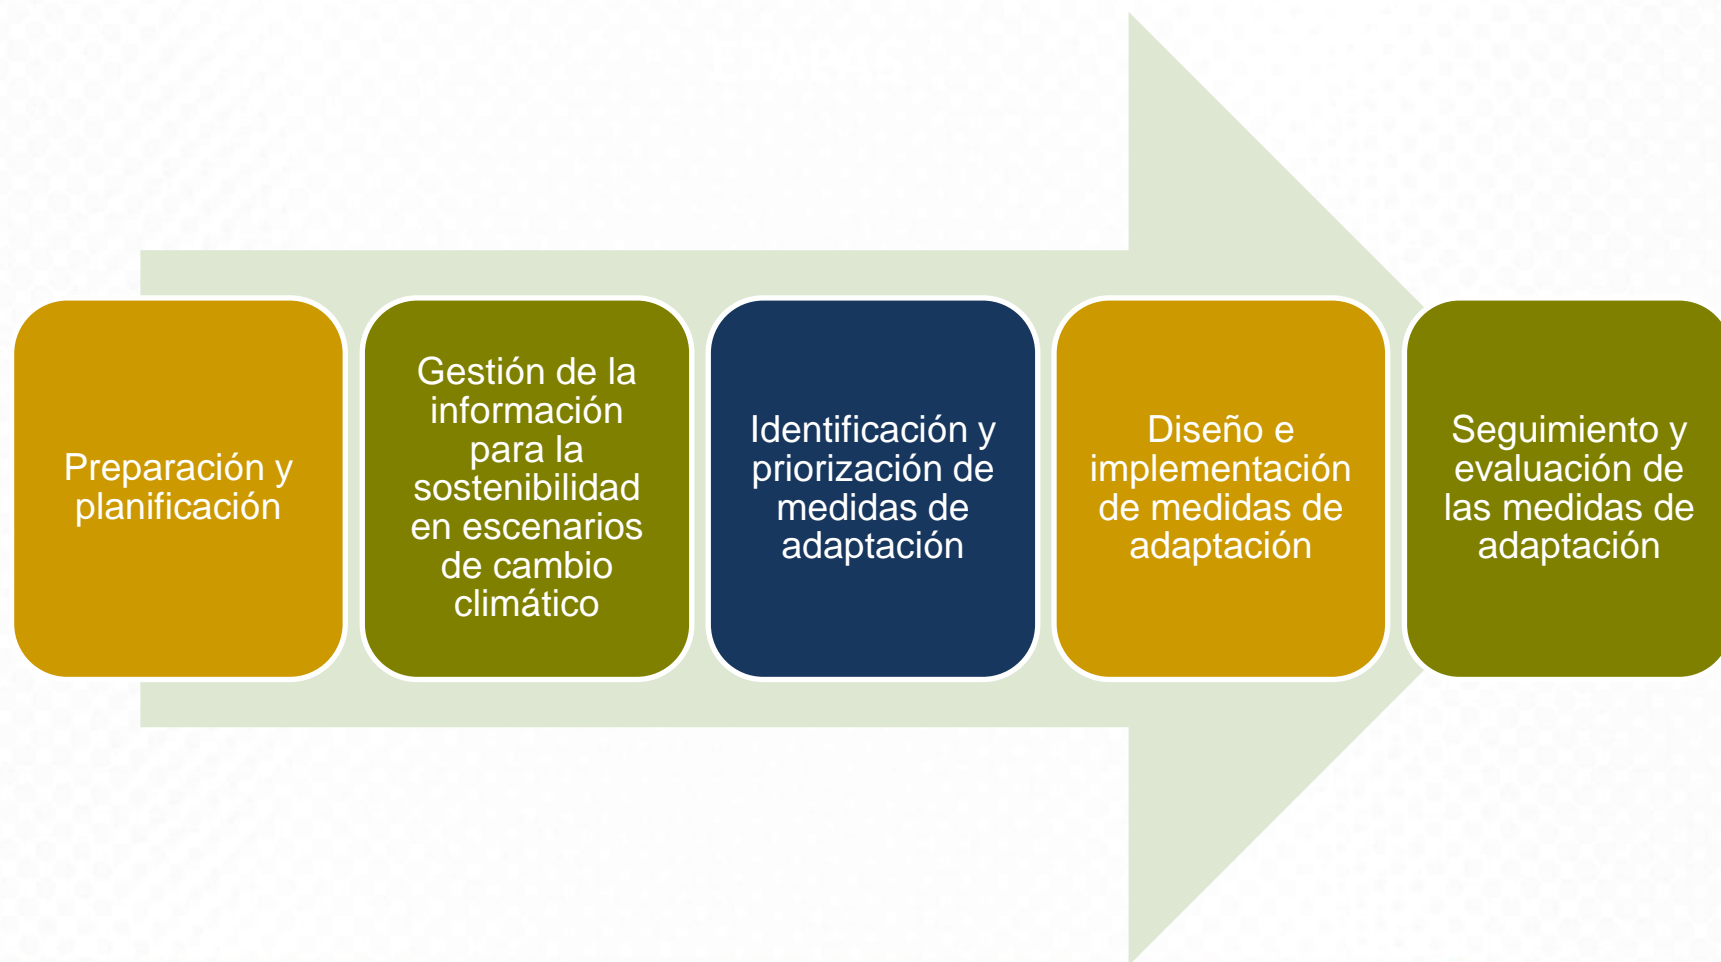 Preparación y
planificación
Gestión de la
información
para la
sostenibilidad
en escenarios
de cambio
climático
Identificación y
priorización de
medidas de
adaptación
Diseño e
implementación
de medidas de
adaptación
Seguimiento y
evaluación de
las medidas de
adaptación